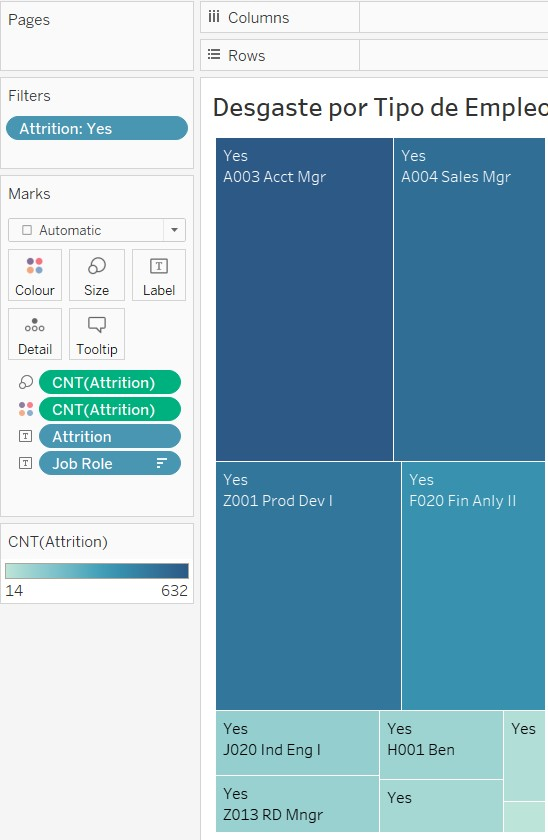 Pages
Columns
Rows
Filters
Attrition: Yes
Marks
Automatic
Colour
Size
Label
Detail
Tooltip
CNT(Attrition)
CNT(Attrition)
Attrition
Job Role
CNT(Attrition)
14
632
Desgaste por Tipo de Empleo
Yes
A003 Acct Mgr
Yes
A004 Sales Mgr
Yes
Z001 Prod Dev I
Yes
F020 Fin Anly II
Yes
J020 Ind Eng I
Yes
H001 Ben
Yes
Yes
Z013 RD Mngr
Yes